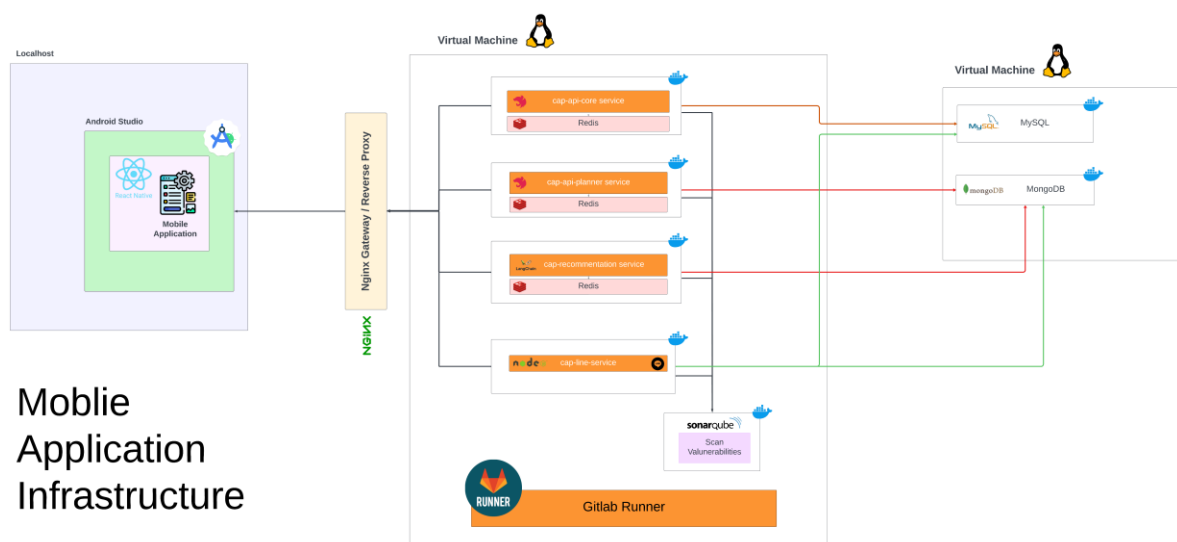 Localhost
Virtual Machine
Virtual Machine
Android Studio
React Native
Mobile
Application
Nginx Gateway / Reverse Proxy
NGINX
cap-api-core service
Redis
cap-api-planner service
Redis
cap-recommentation service
LangChain
Redis
node
cap-line-service
MySQL
MySQL
mongoDB
MongoDB
sonarqube
Scan
Valunerabilities
RUNNER
Gitlab Runner
Moblie
Application
Infrastructure